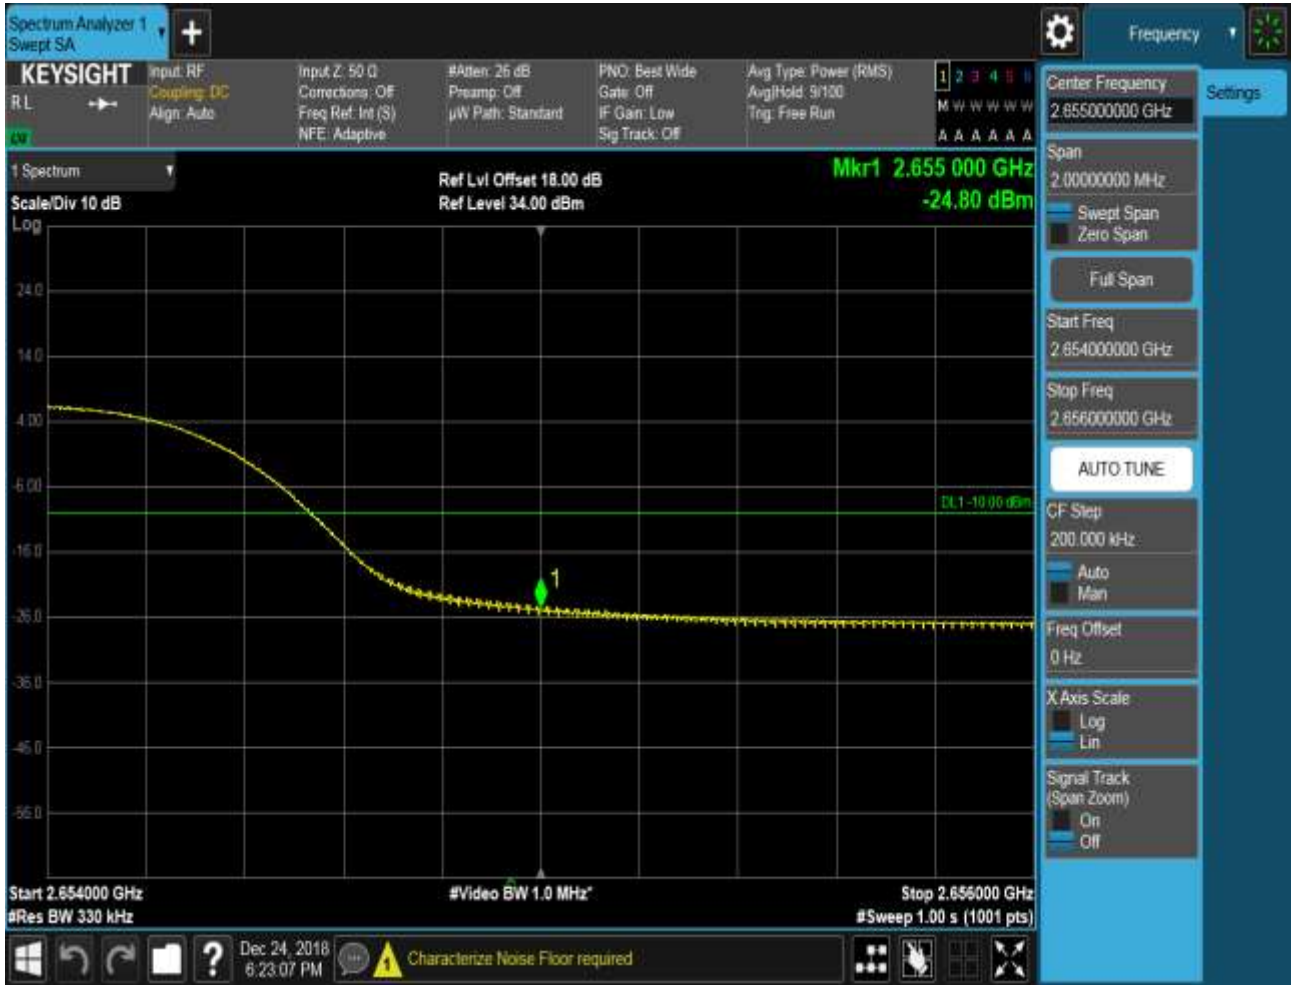 Spectrum Analyzer 1
Swept SA
+
Frequency
KEYSIGHT
RL
LW
Input: RF
Coupling: DC
Align: Auto
Input Z: 50 Ω
Corrections: Off
Freq Ref: Int (S)
NFE: Adaptive
#Atten: 26 dB
Preamp: Off
µW Path: Standard
PNO: Best Wide
Gate: Off
IF Gain: Low
Sig Track: Off
Avg Type: Power (RMS)
Avg|Hold: 9/100
Trig: Free Run
1 2 3 4 5 6
M W W W W W
A A A A A A
1 Spectrum
Scale/Div 10 dB
Log
Ref Lvl Offset 18.00 dB
Ref Level 34.00 dBm
Mkr1 2.655 000 GHz
-24.80 dBm
24.0
14.0
4.00
-6.00
-16.0
-26.0
-36.0
-46.0
-56.0
DL1 -10.00 dBm
1
Start 2.654000 GHz
#Res BW 330 kHz
#Video BW 1.0 MHz*
Stop 2.656000 GHz
#Sweep 1.00 s (1001 pts)
Center Frequency
2.655000000 GHz
Settings
Span
2.00000000 MHz
Swept Span
Zero Span
Full Span
Start Freq
2.654000000 GHz
Stop Freq
2.656000000 GHz
AUTO TUNE
CF Step
200.000 kHz
Auto
Man
Freq Offset
0 Hz
X Axis Scale
Log
Lin
Signal Track
(Span Zoom)
On
Off
?
Dec 24, 2018
6:23:07 PM
1
Characterize Noise Floor required